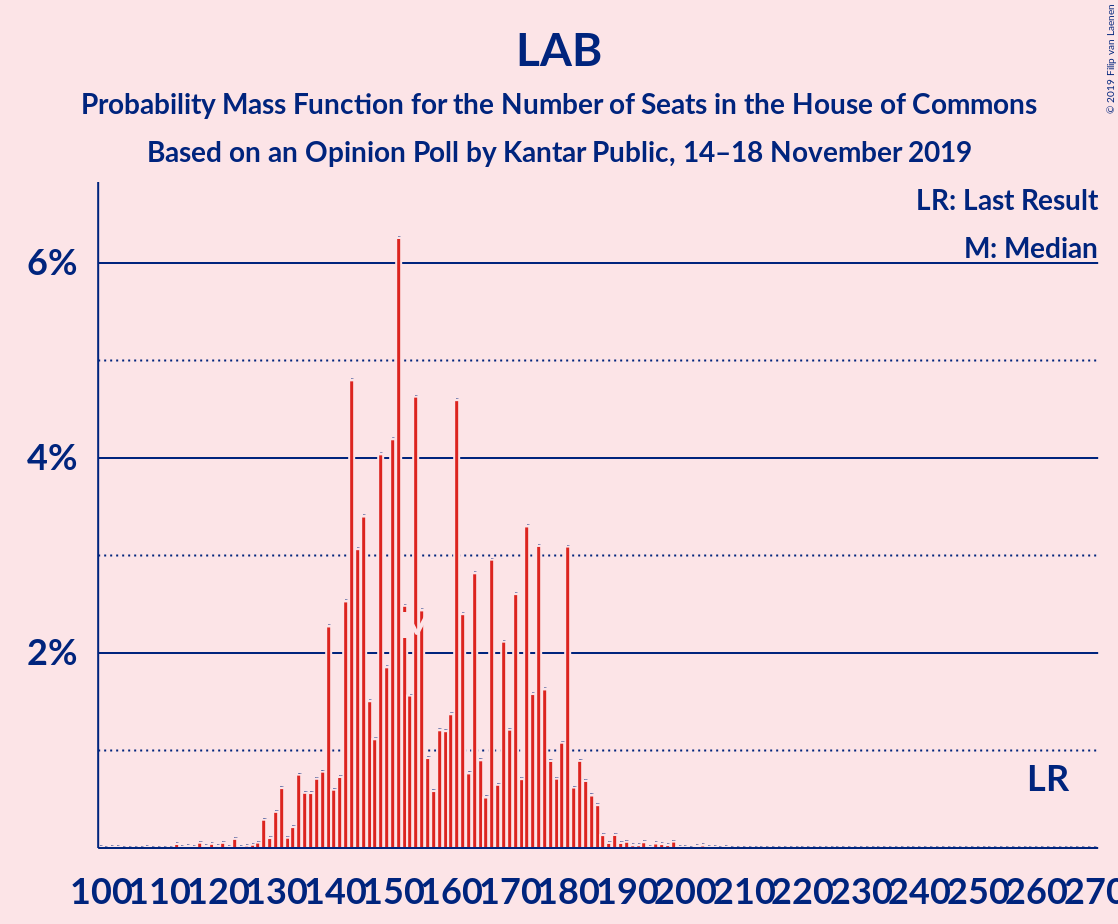 © 2019 Filip van Laenen
LAB
Probability Mass Function for the Number of Seats in the House of Commons
Based on an Opinion Poll by Kantar Public, 14–18 November 2019
LR: Last Result
M: Median
6%
4%
2%
M
LR
100 110 120 130 140 150 160 170 180 190 200 210 220 230 240 250 260 270